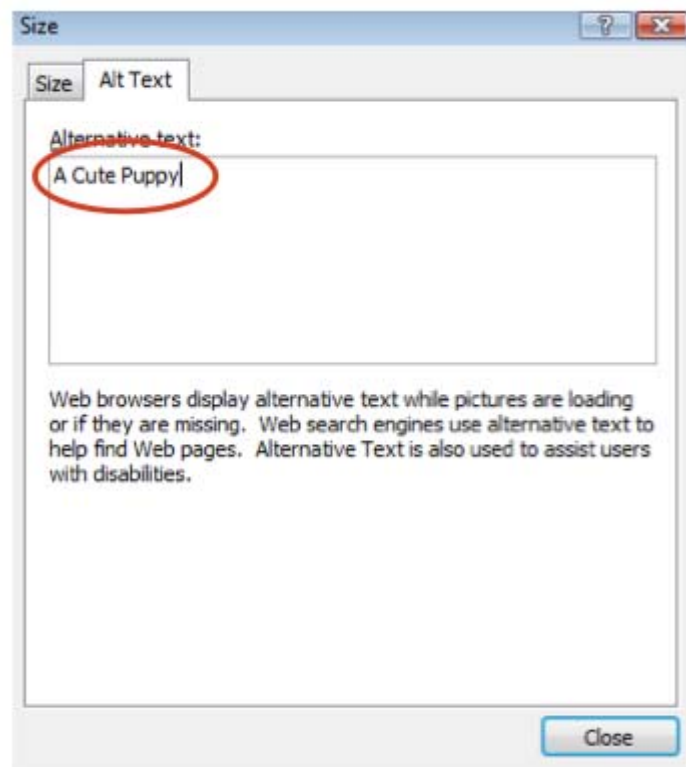 Size
Size Alt Text
Alternative text:
A Cute Puppy
Web browsers display alternative text while pictures are loading
or if they are missing. Web search engines use alternative text to
help find Web pages. Alternative Text is also used to assist users
with disabilities.
Close